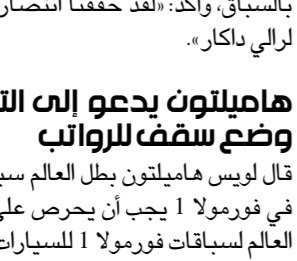 بالسباق، وأكد: «لقد حققنا انتصار
لرالي داكار».
هاميلتون يدعو إلى
وضع سقف للرواتب
قال لويس هاميلتون بطل العالم
في فورمولا 1 يجب أن يحرص
العالم لسباقات فورمولا 1 للسيارات